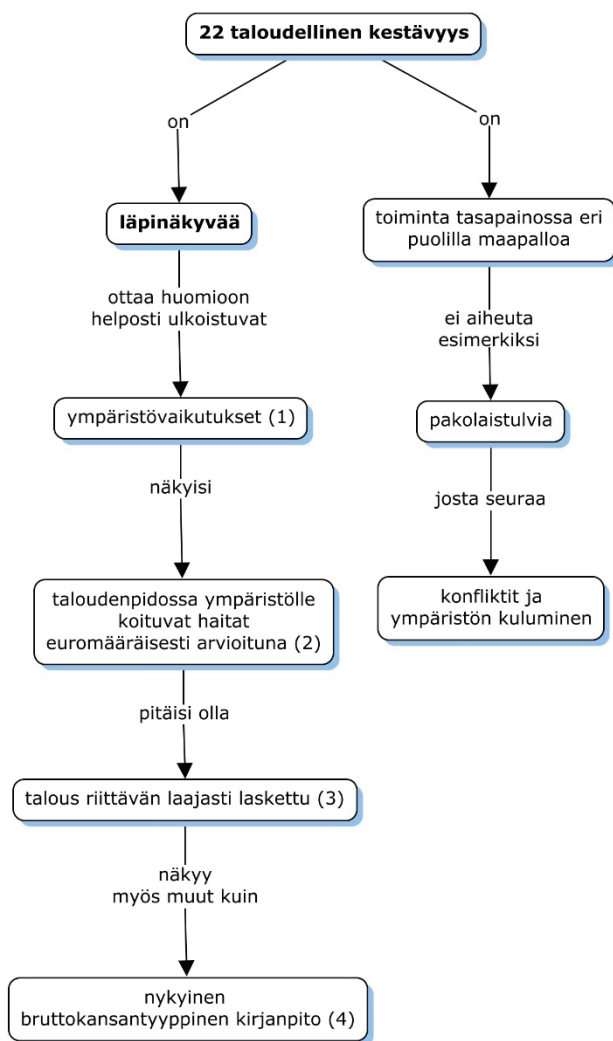 22 taloudellinen kestävyys
on
on
läpinäkyvää
toiminta tasapainossa eri
puolilla maapalloa
ottaa huomioon
helposti ulkoistuvat
ei aiheuta
esimerkiksi
ympäristövaikutukset (1)
pakolaistulvia
näkyisi
josta seuraa
taloudenpidossa ympäristölle
koituvat haitat
euromääräisesti arvioituna (2)
konfliktit ja
ympäristön kuluminen
pitäisi olla
talous riittävän laajasti laskettu (3)
näkyy
myös muut kuin
nykyinen
bruttokansantyyppinen kirjanpito (4)